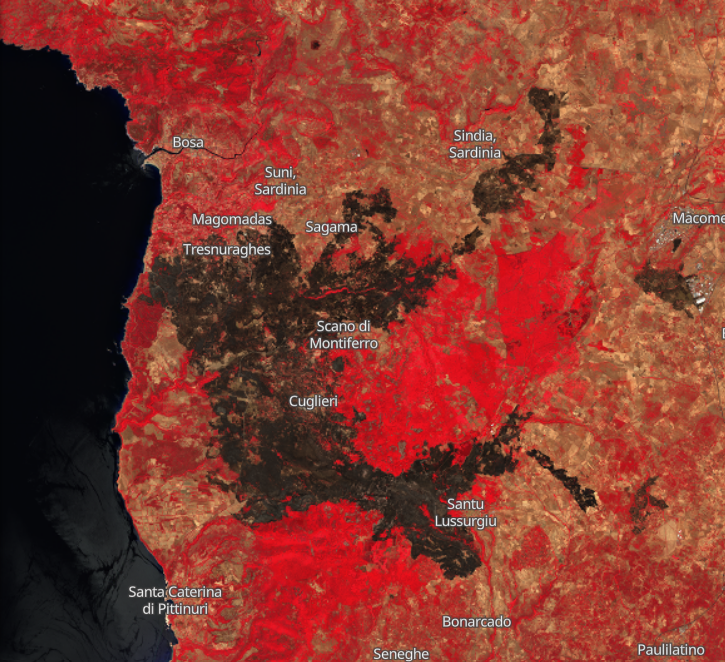 Bosa
Sindia,
Sardinia
Suni,
Sardinia
Magomadas
Sagama
Macome
Tresnuraghes
Scano di
Montiferro
Cuglieri
Santu
Lussurgiu
Santa Caterina
di Pittinuri
Bonarcado
Seneghe
Paulilatino